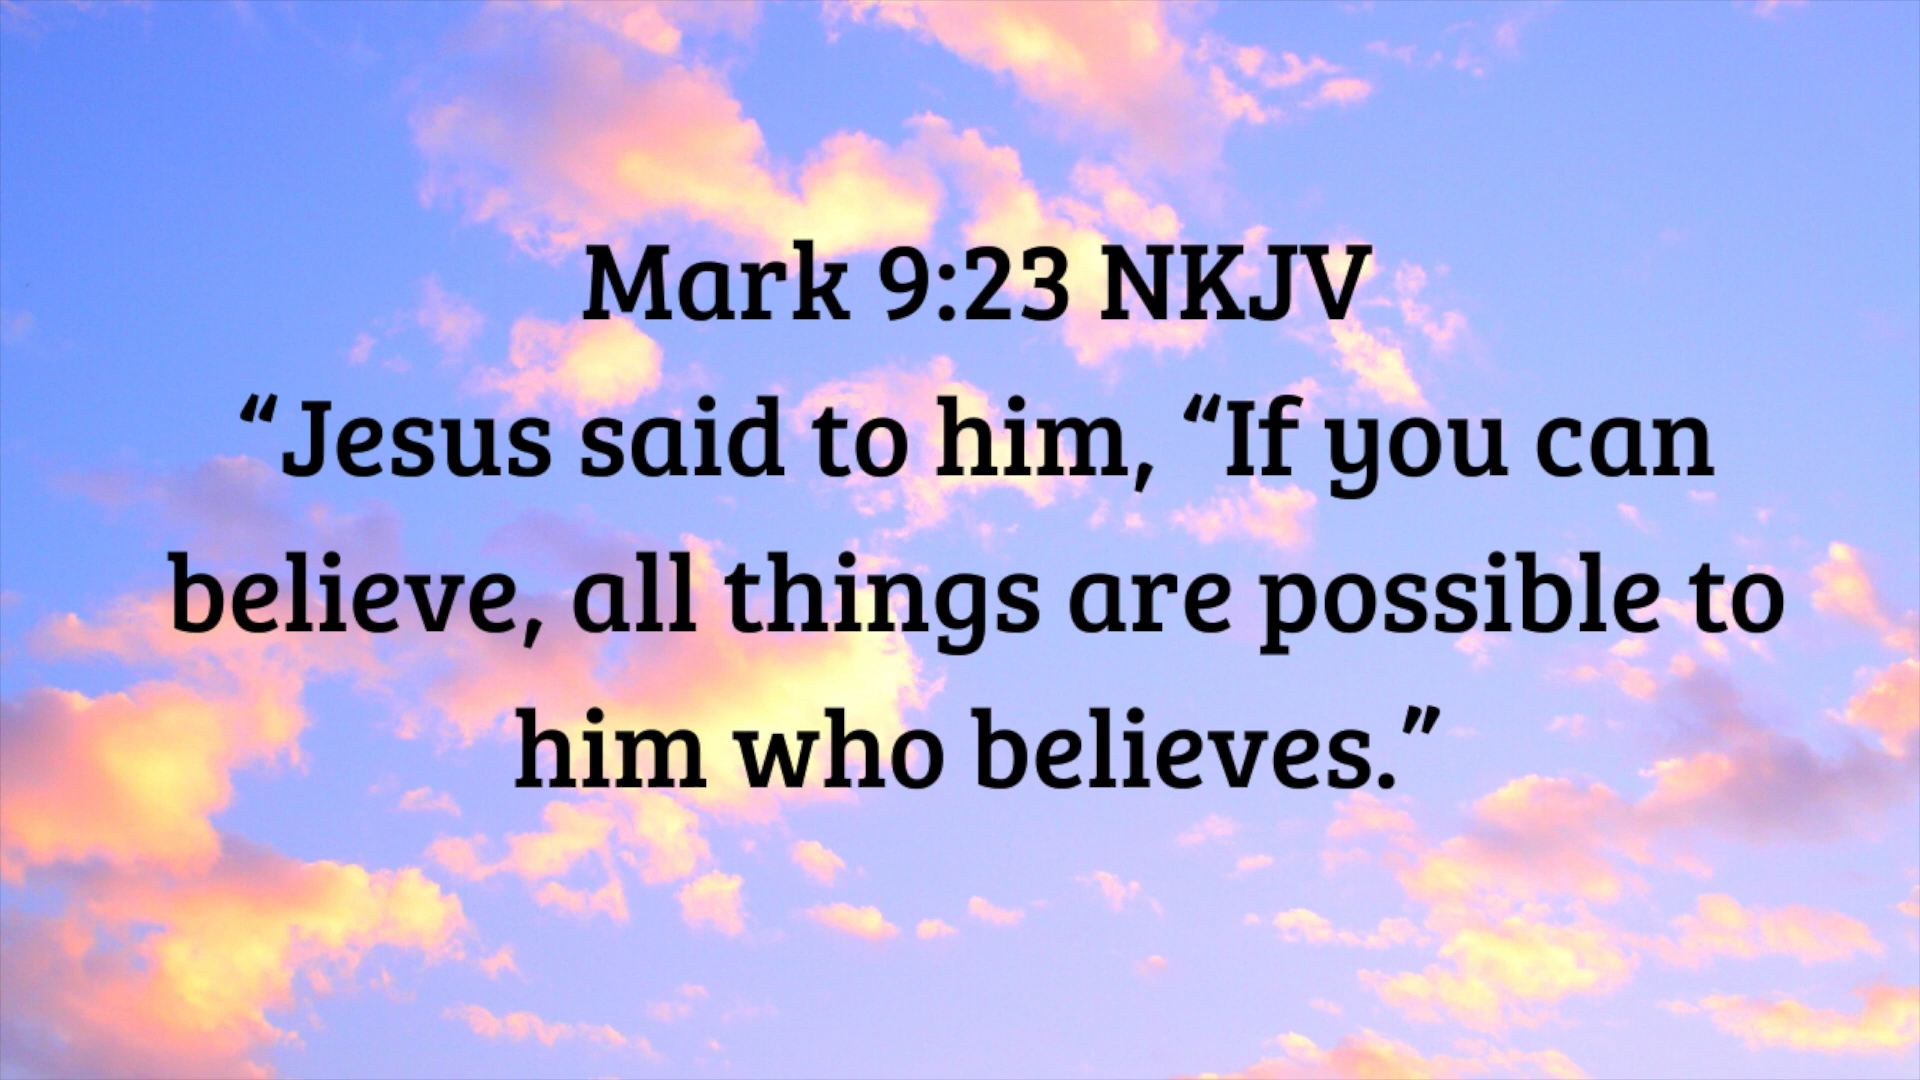 Mark 9:23 NKJV
“Jesus said to him, “If you can
believe, all things are possible to
him who believes.”